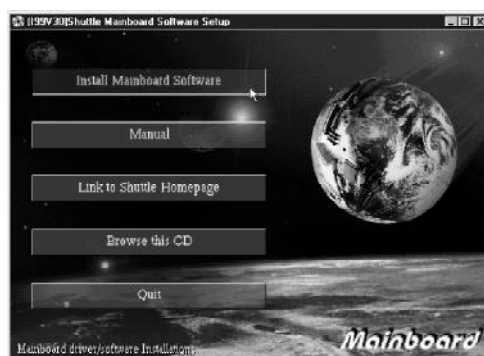 [I99V30]Shuttle Mainboard Software Setup
Install Mainboard Software
Manual
Link to Shuttle Homepage
Browse this CD
Quit
Mainboard driver/software Installations
Mainboard